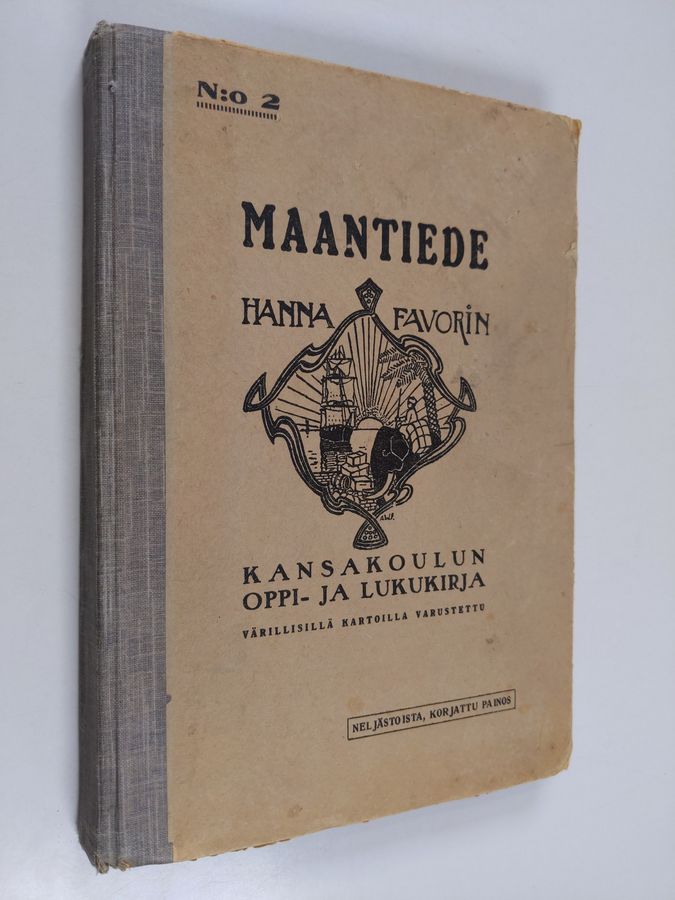 N:o 2
MAANTIEDE
HANNA FAVORIN
KANSAKOULUN
OPPI- JA LUKUKIRJA
VÄRILLISILLÄ KARTOILLA VARUSTETTU
NELJÄSTOISTA, KORJATTU PAINOS